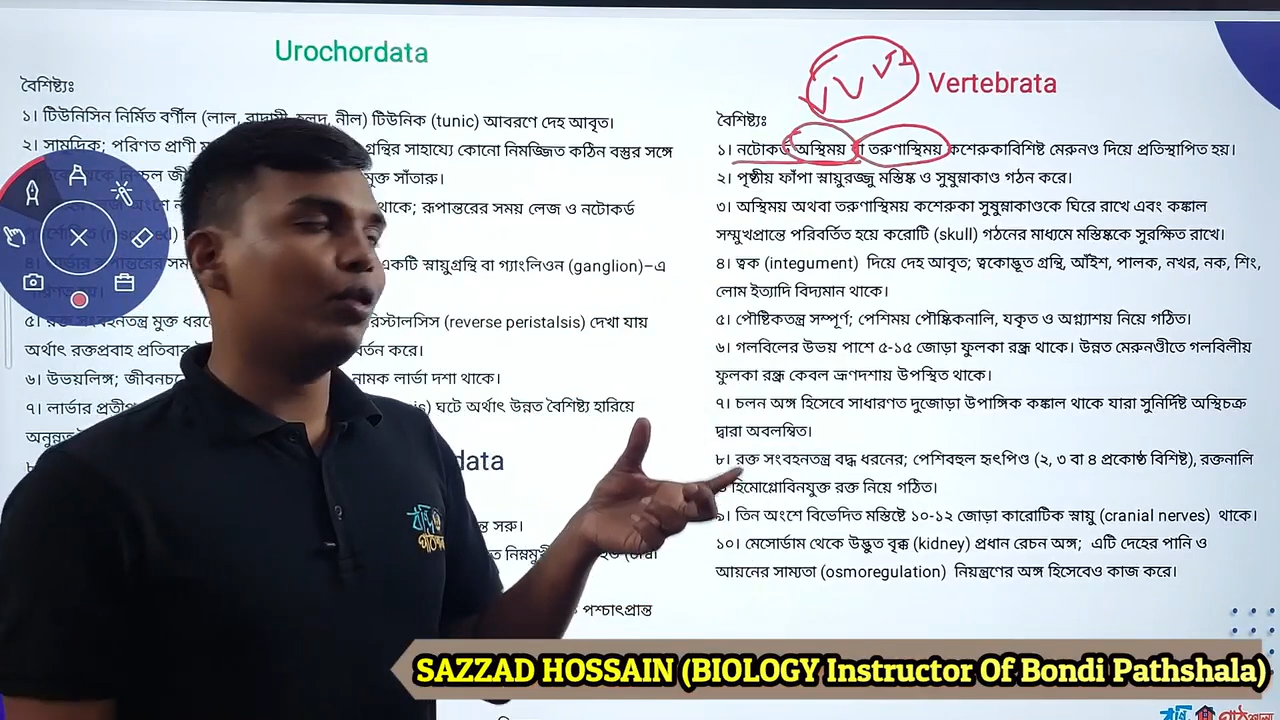 Urochordata
বৈশিষ্ট্যঃ
১। টিউনিসিন নির্মিত বর্ণীল (লাল, বাদামী, হলুদ, নীল) টিউনিক (tunic) আবরণে দেহ আবৃত।
২। সামুদ্রিক; পরিণত প্রাণী গ্রন্থির সাহায্যে কোনো নিমজ্জিত কঠিন বস্তুর সঙ্গে
মুক্ত সাঁতারু।
থাকে; রূপান্তরের সময় লেজ ও নটোকর্ড
একটি স্নায়ুগ্রন্থি বা গ্যাংলিওন (ganglion)–এ
৫। রক্ত সংবহনতন্ত্র মুক্ত (reverse peristalsis) দেখা যায়
অর্থাৎ রক্তপ্রবাহ করে।
৬। উভয়লিঙ্গ; নামক লার্ভা দশা থাকে।
৭। লার্ভার ঘটে অর্থাৎ উন্নত বৈশিষ্ট্য হারিয়ে
data
সরু।
পশ্চাৎপ্রান্ত
Vertebrata
বৈশিষ্ট্যঃ
১। নটোকর্ড অস্থিময় বা তরুণাস্থিময় কশেরুকাবিশিষ্ট মেরুদণ্ড দিয়ে প্রতিস্থাপিত হয়।
২। পৃষ্ঠীয় ফাঁপা স্নায়ুরজ্জু মস্তিষ্ক ও সুষুম্নাকাণ্ড গঠন করে।
৩। অস্থিময় অথবা তরুণাস্থিময় কশেরুকা সুষুম্নাকাণ্ডকে ঘিরে রাখে এবং কঙ্কাল
সম্মুখপ্রান্তে পরিবর্তিত হয়ে করোটি (skull) গঠনের মাধ্যমে মস্তিষ্ককে সুরক্ষিত রাখে।
৪। ত্বক (integument) দিয়ে দেহ আবৃত; ত্বকোদ্ভূত গ্রন্থি, আঁইশ, পালক, নখর, নক, শিং,
লোম ইত্যাদি বিদ্যমান থাকে।
৫। পৌষ্টিকতন্ত্র সম্পূর্ণ; পেশিময় পৌষ্টিকনালি, যকৃত ও অগ্ন্যাশয় নিয়ে গঠিত।
৬। গলবিলের উভয় পাশে ৫-১৫ জোড়া ফুলকা রন্ধ্র থাকে। উন্নত মেরুদণ্ডীতে গলবিলীয়
ফুলকা রন্ধ্র কেবল ভ্রূণদশায় উপস্থিত থাকে।
৭। চলন অঙ্গ হিসেবে সাধারণত দুজোড়া উপাঙ্গিক কঙ্কাল থাকে যারা সুনির্দিষ্ট অস্থিচক্র
দ্বারা অবলম্বিত।
৮। রক্ত সংবহনতন্ত্র বদ্ধ ধরনের; পেশিবহুল হৃৎপিণ্ড (২, ৩ বা ৪ প্রকোষ্ঠ বিশিষ্ট), রক্তনালি
হিমোগ্লোবিনযুক্ত রক্ত নিয়ে গঠিত।
৯। তিন অংশে বিভেদিত মস্তিষ্টে ১০-১২ জোড়া কারোটিক স্নায়ু (cranial nerves) থাকে।
১০। মেসোডার্ম থেকে উদ্ভূত বৃক্ক (kidney) প্রধান রেচন অঙ্গ; এটি দেহের পানি ও
আয়নের সাম্যতা (osmoregulation) নিয়ন্ত্রণের অঙ্গ হিসেবেও কাজ করে।
SAZZAD HOSSAIN (BIOLOGY Instructor Of Bondi Pathshala)